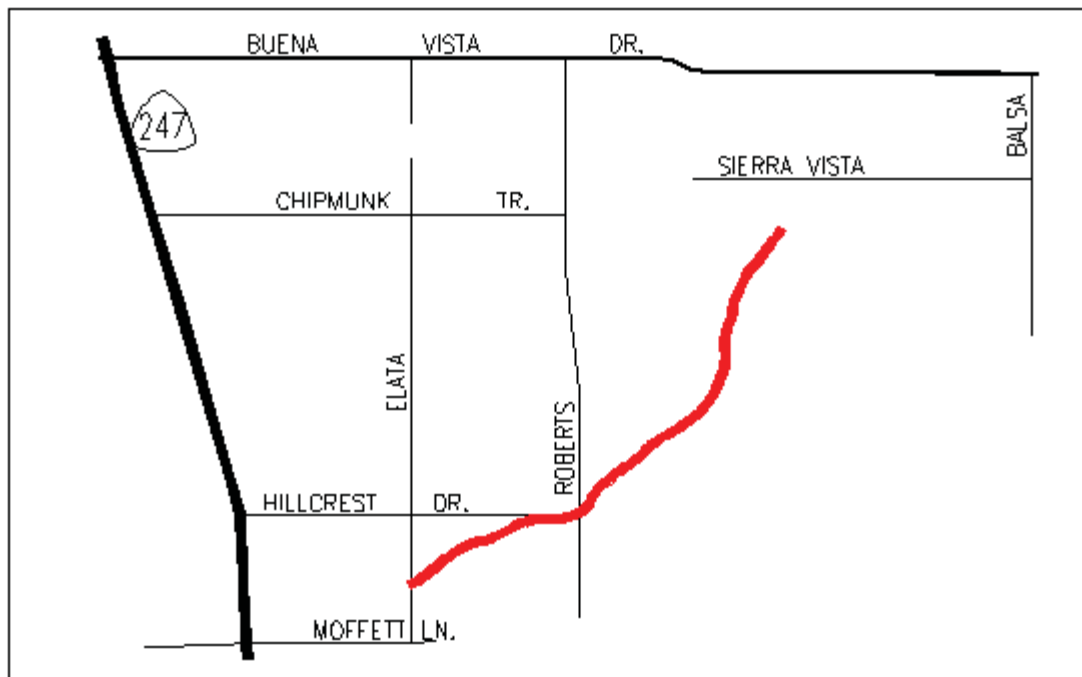 BUENA VISTA DR.
247
BALSA
SIERRA VISTA
CHIPMUNK TR.
ELATA
ROBERTS
HILLCREST DR.
MOFFETT LN.